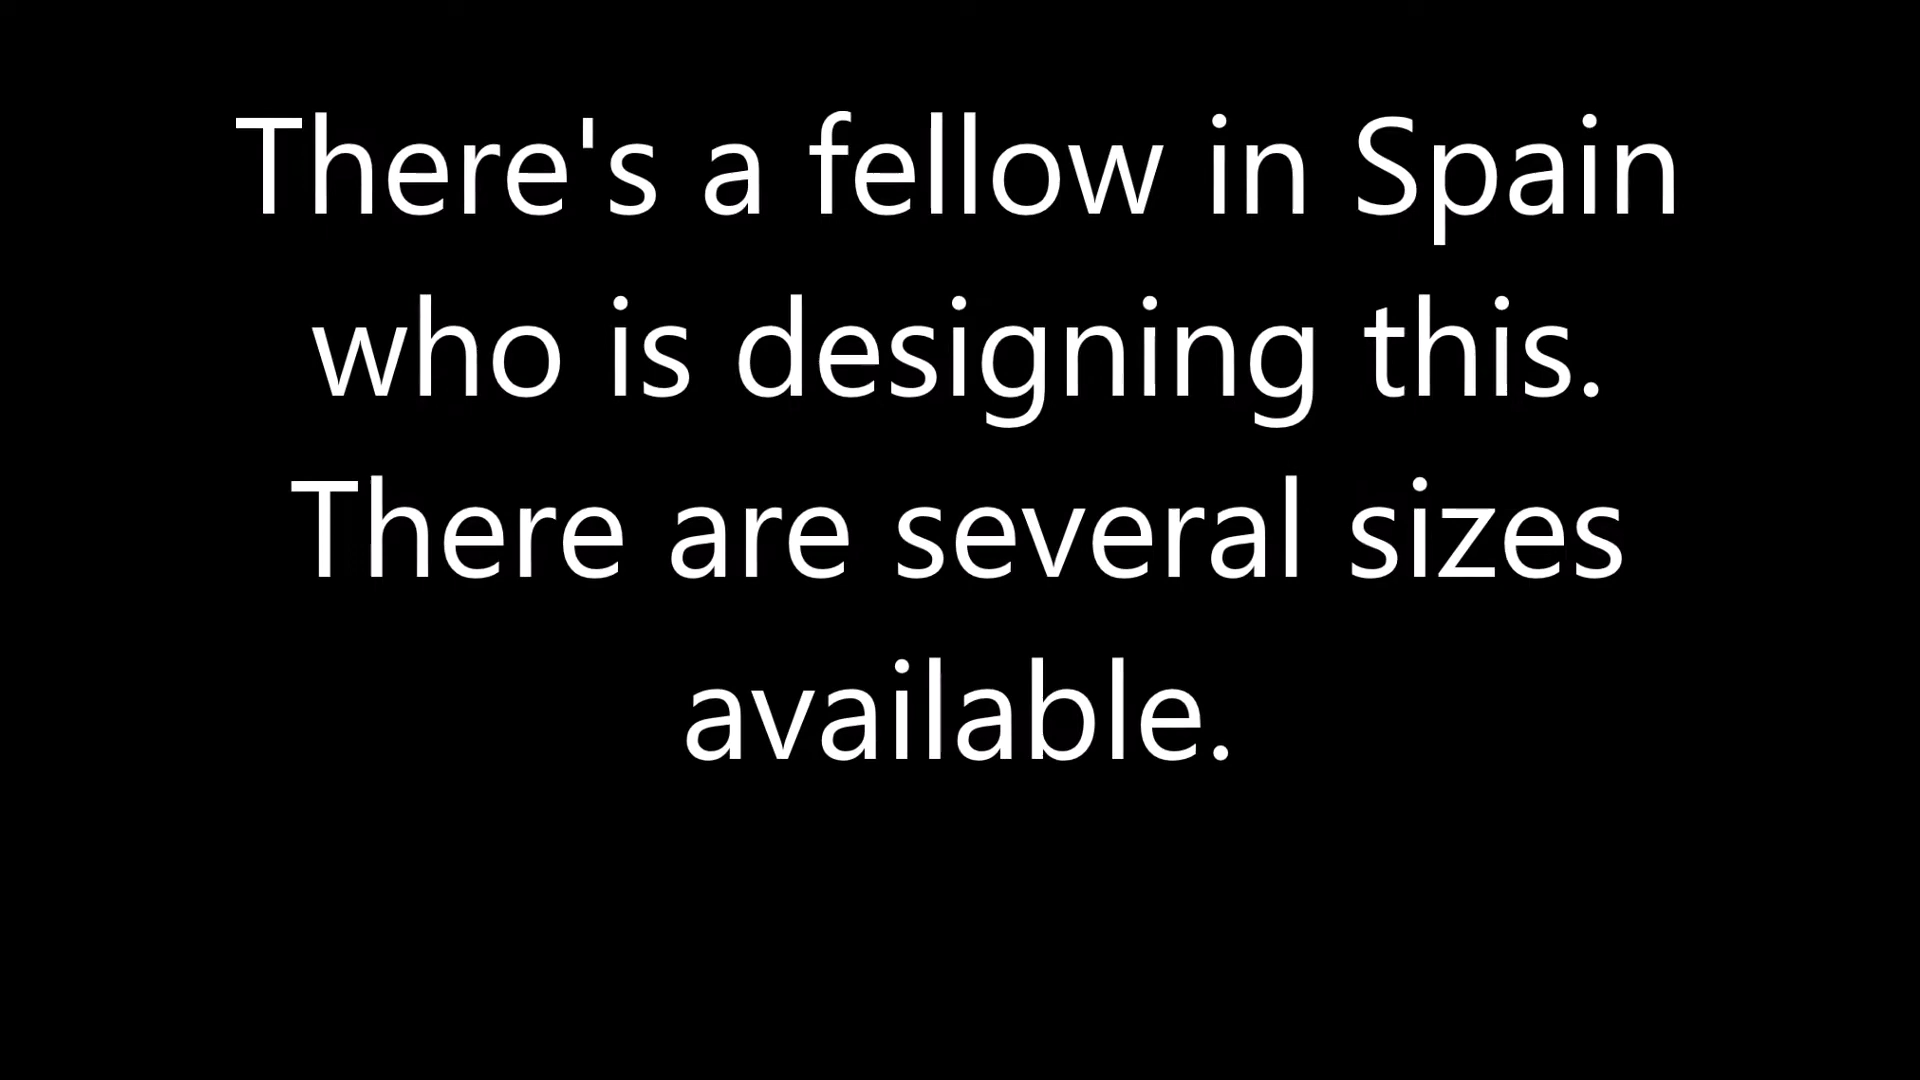 There's a fellow in Spain
who is designing this.
There are several sizes
available.